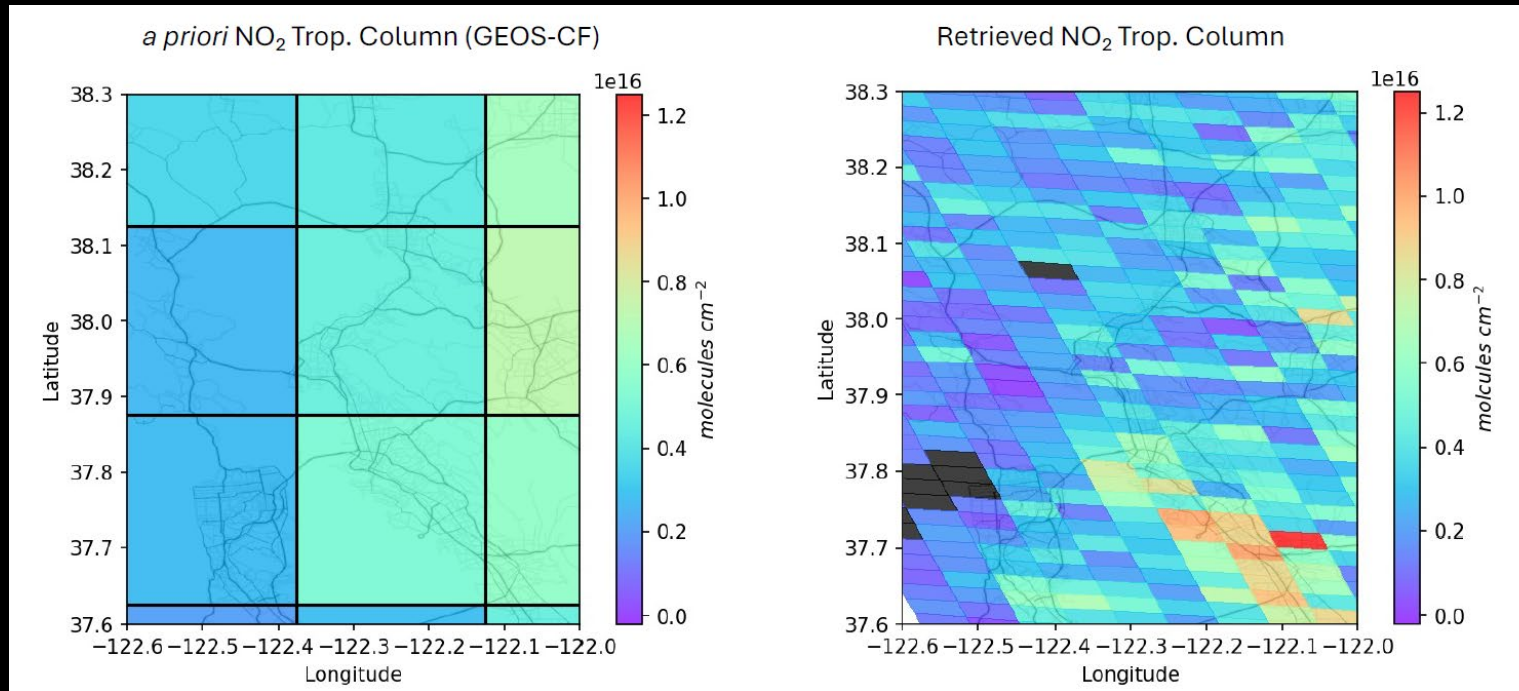 a priori NO2 Trop. Column (GEOS-CF)
1e16
38.3
38.2
38.1
38.0
37.9
37.8
37.7
37.6
Latitude
−122.6 −122.5 −122.4 −122.3 −122.2 −122.1 −122.0
Longitude
1.2
1.0
0.8
0.6
0.4
0.2
0.0
molecules cm−2
Retrieved NO2 Trop. Column
1e16
38.3
38.2
38.1
38.0
37.9
37.8
37.7
37.6
Latitude
−122.6 −122.5 −122.4 −122.3 −122.2 −122.1 −122.0
Longitude
1.2
1.0
0.8
0.6
0.4
0.2
0.0
molcules cm−2